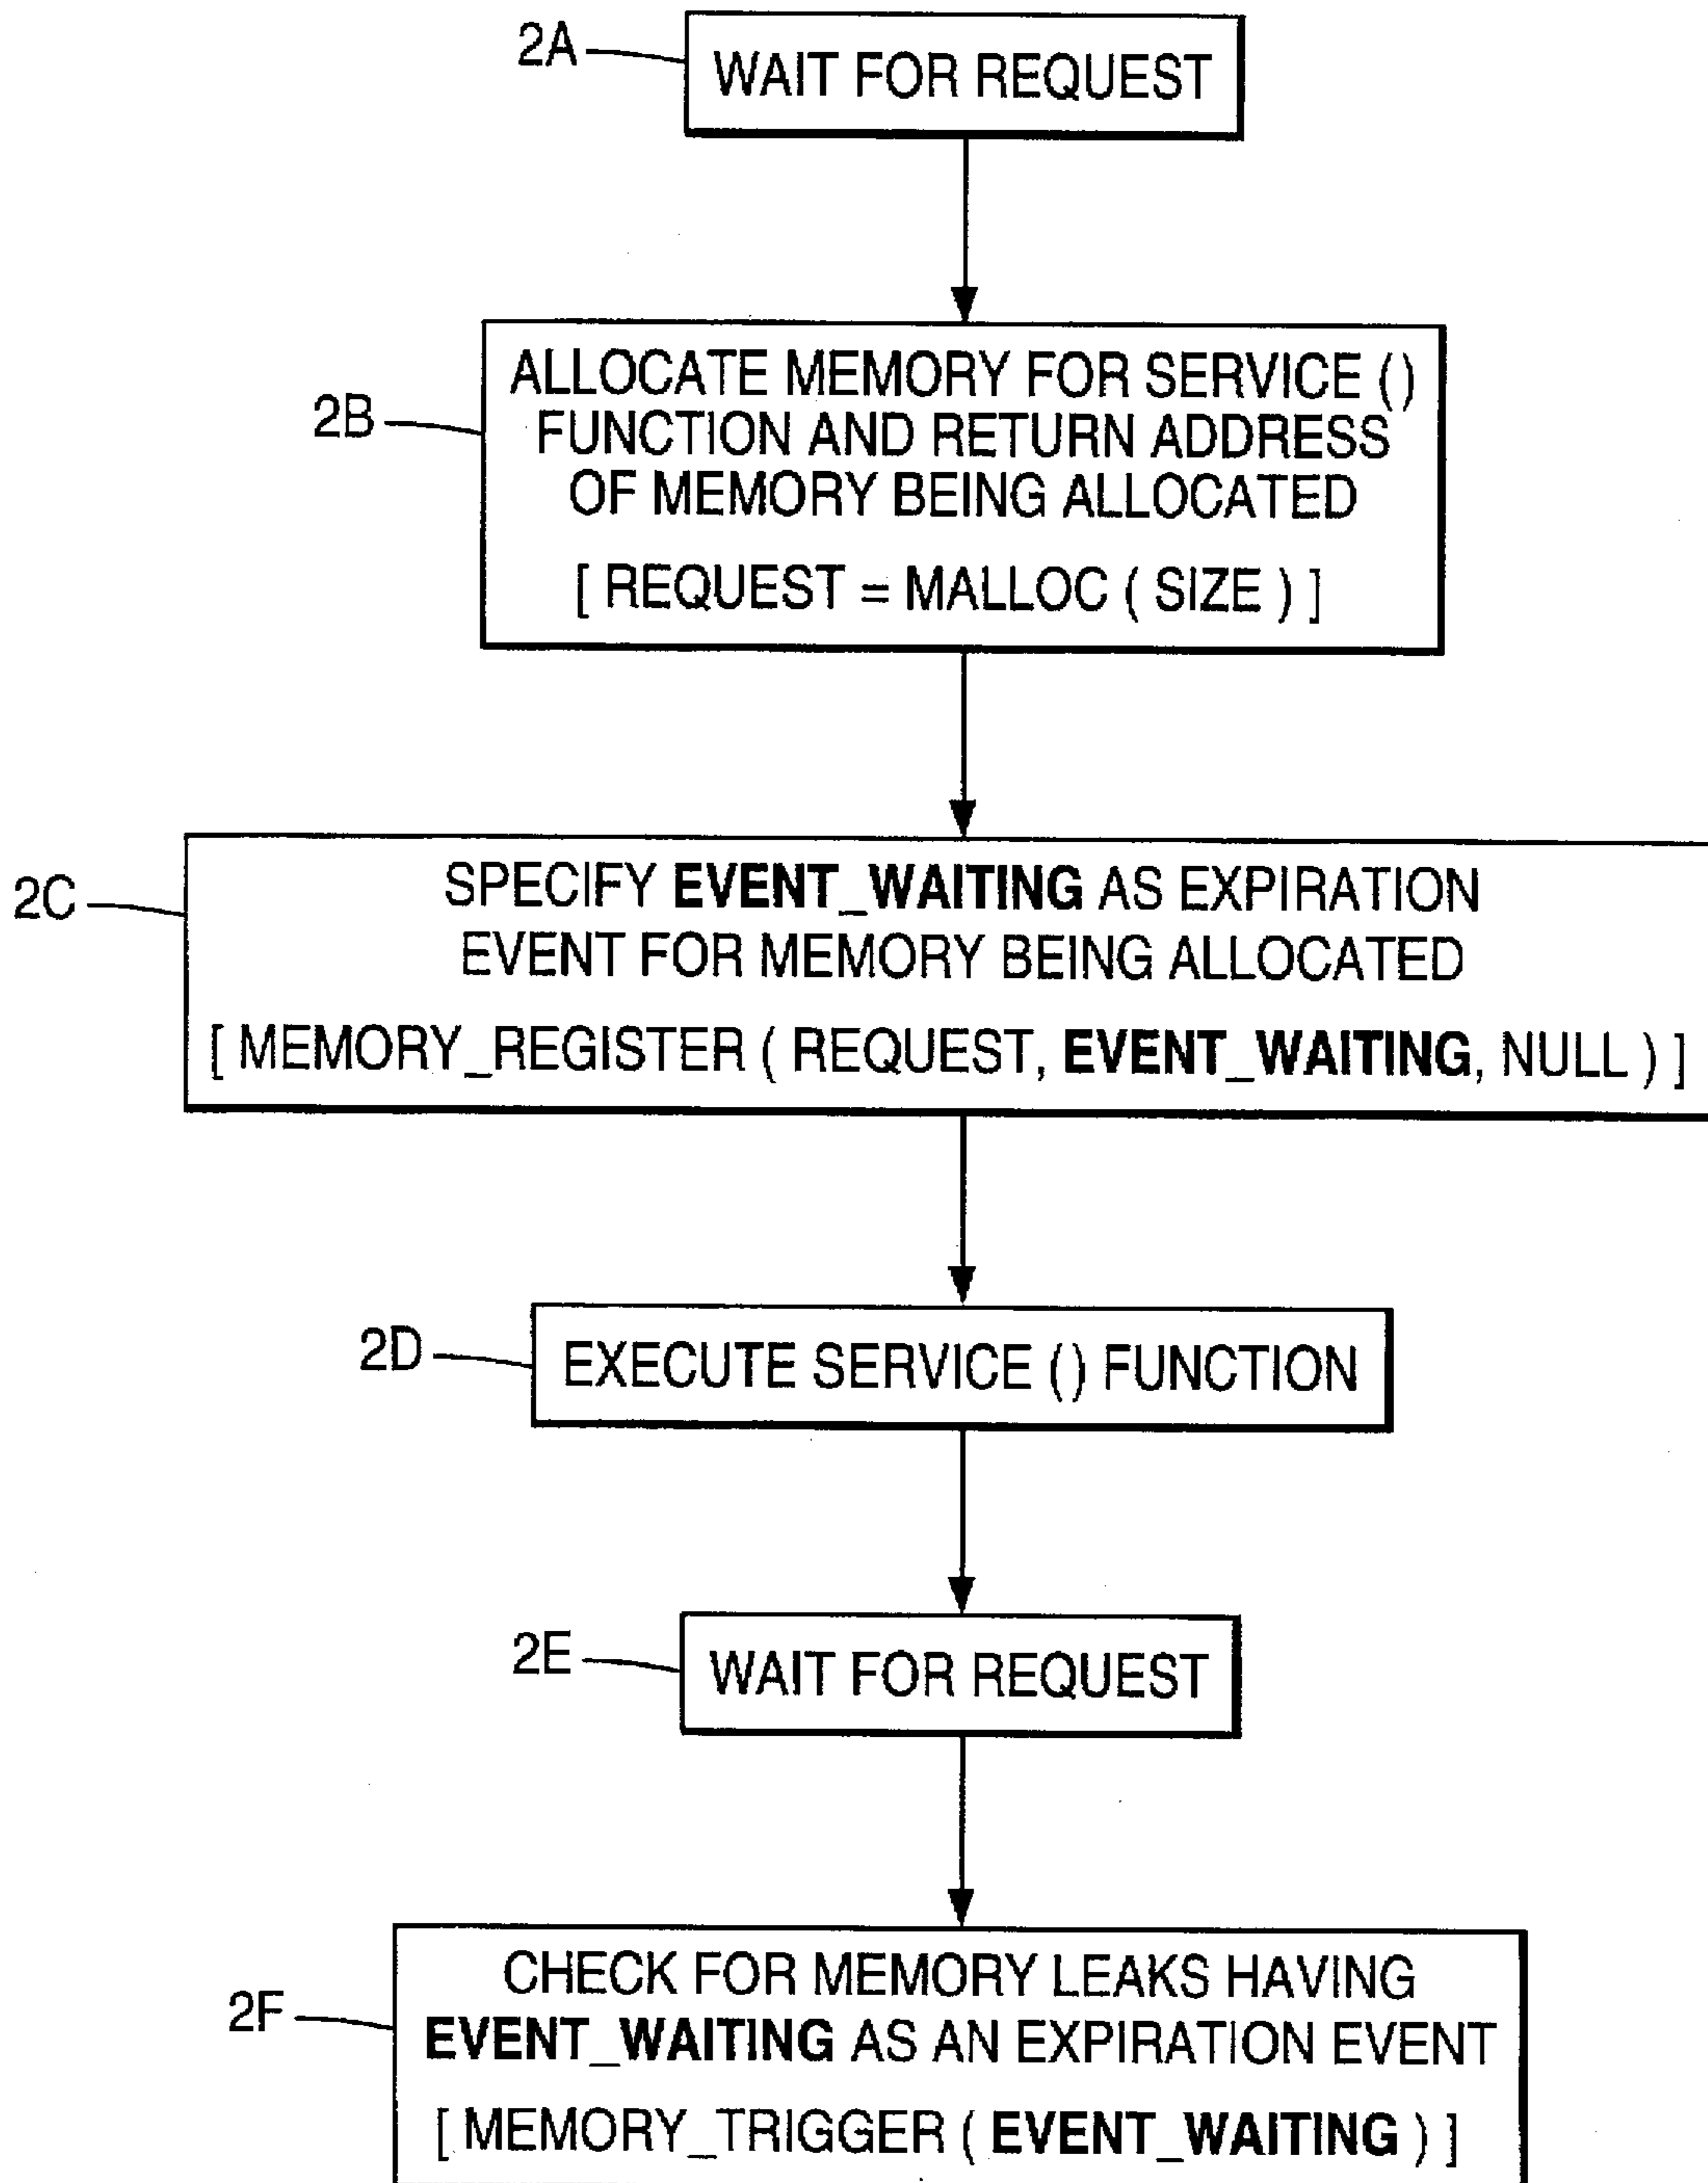 2A
WAIT FOR REQUEST
2B
ALLOCATE MEMORY FOR SERVICE ()
FUNCTION AND RETURN ADDRESS
OF MEMORY BEING ALLOCATED
[ REQUEST = MALLOC ( SIZE ) ]
2C
SPECIFY EVENT_WAITING AS EXPIRATION
EVENT FOR MEMORY BEING ALLOCATED
[ MEMORY_REGISTER ( REQUEST, EVENT_WAITING, NULL ) ]
2D
EXECUTE SERVICE () FUNCTION
2E
WAIT FOR REQUEST
2F
CHECK FOR MEMORY LEAKS HAVING
EVENT_WAITING AS AN EXPIRATION EVENT
[ MEMORY_TRIGGER ( EVENT_WAITING ) ]